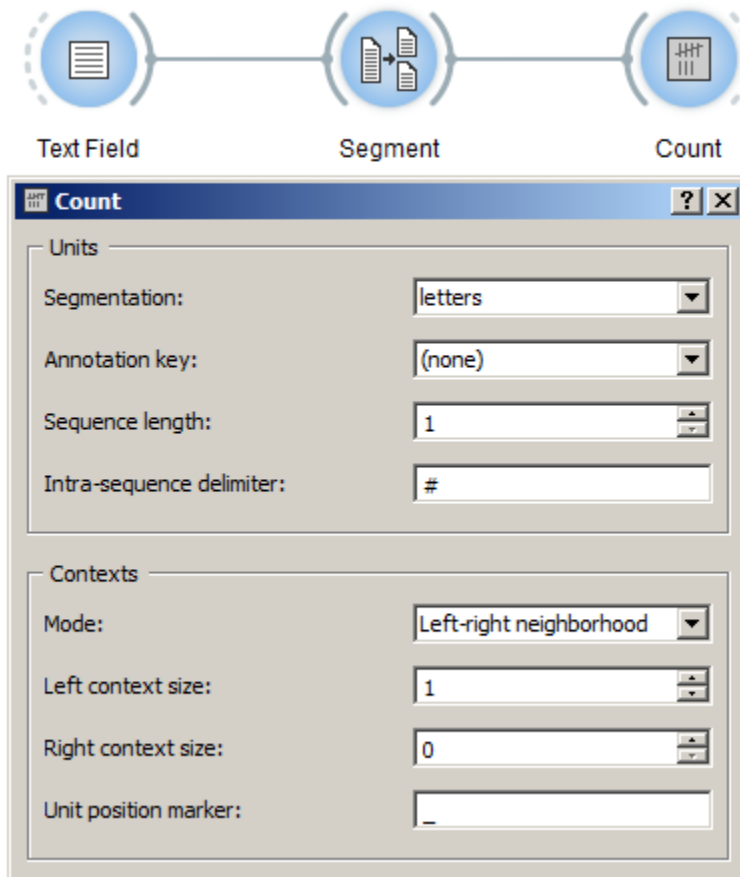 Text Field Segment Count
Count
Units
Segmentation: letters
Annotation key: (none)
Sequence length: 1
Intra-sequence delimiter: #
Contexts
Mode: Left-right neighborhood
Left context size: 1
Right context size: 0
Unit position marker: _